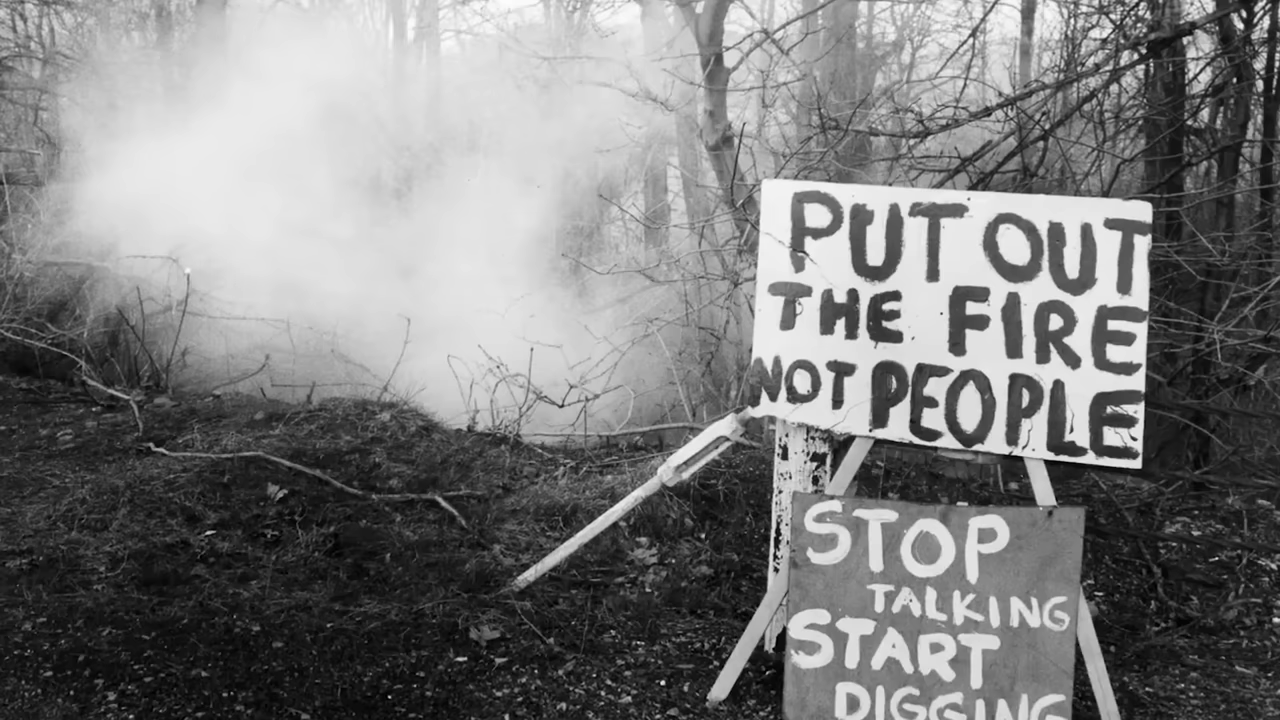 PUT OUT
THE FIRE
NOT PEOPLE
STOP
TALKING
START
DIGGING